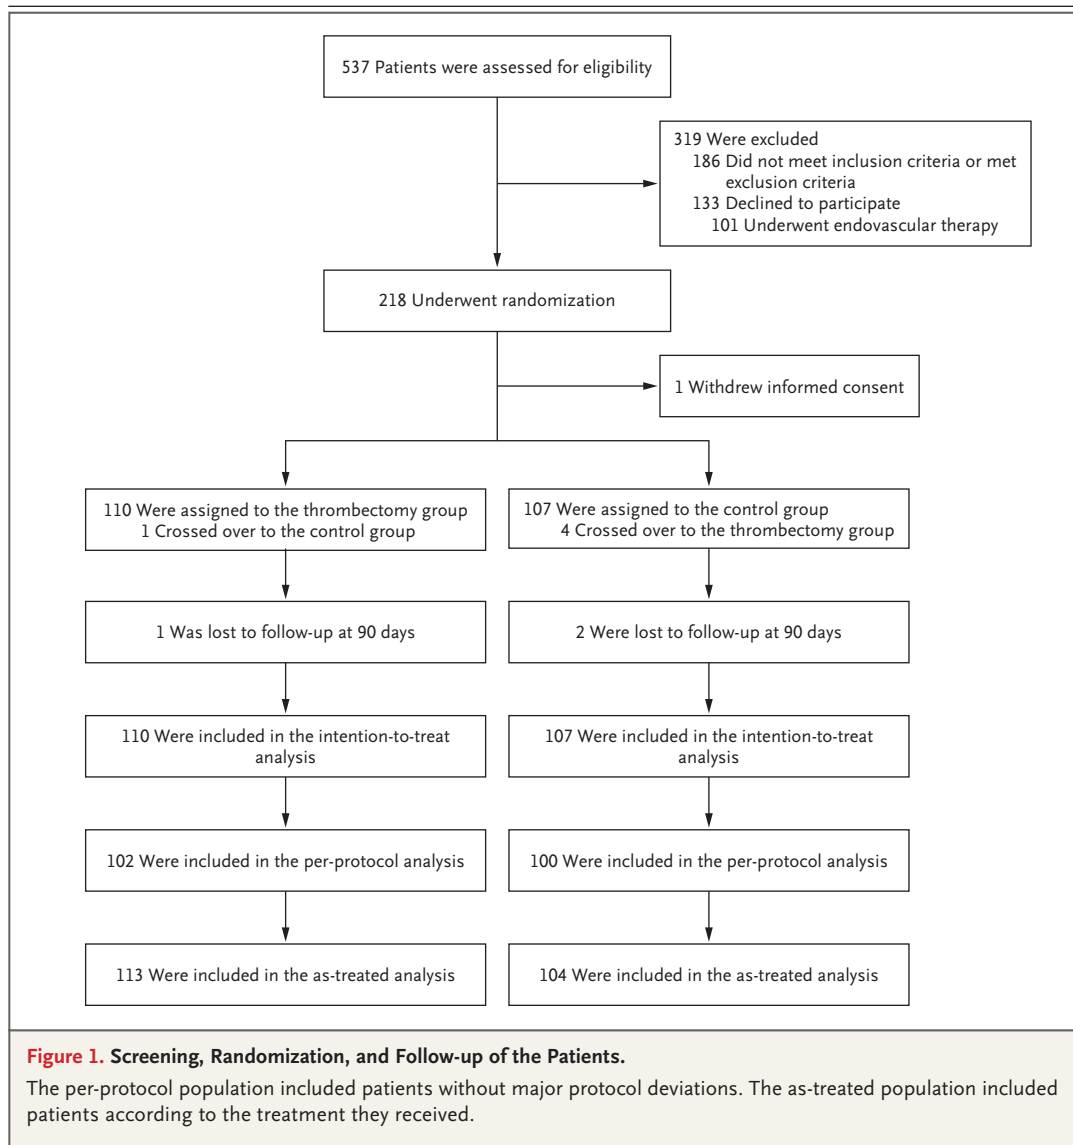 537 Patients were assessed for eligibility
319 Were excluded
186 Did not meet inclusion criteria or met
exclusion criteria
133 Declined to participate
101 Underwent endovascular therapy
218 Underwent randomization
1 Withdrew informed consent
110 Were assigned to the thrombectomy group
1 Crossed over to the control group
107 Were assigned to the control group
4 Crossed over to the thrombectomy group
1 Was lost to follow-up at 90 days
2 Were lost to follow-up at 90 days
110 Were included in the intention-to-treat
analysis
107 Were included in the intention-to-treat
analysis
102 Were included in the per-protocol analysis
100 Were included in the per-protocol analysis
113 Were included in the as-treated analysis
104 Were included in the as-treated analysis
Figure 1. Screening, Randomization, and Follow-up of the Patients.
The per-protocol population included patients without major protocol deviations. The as-treated population included
patients according to the treatment they received.